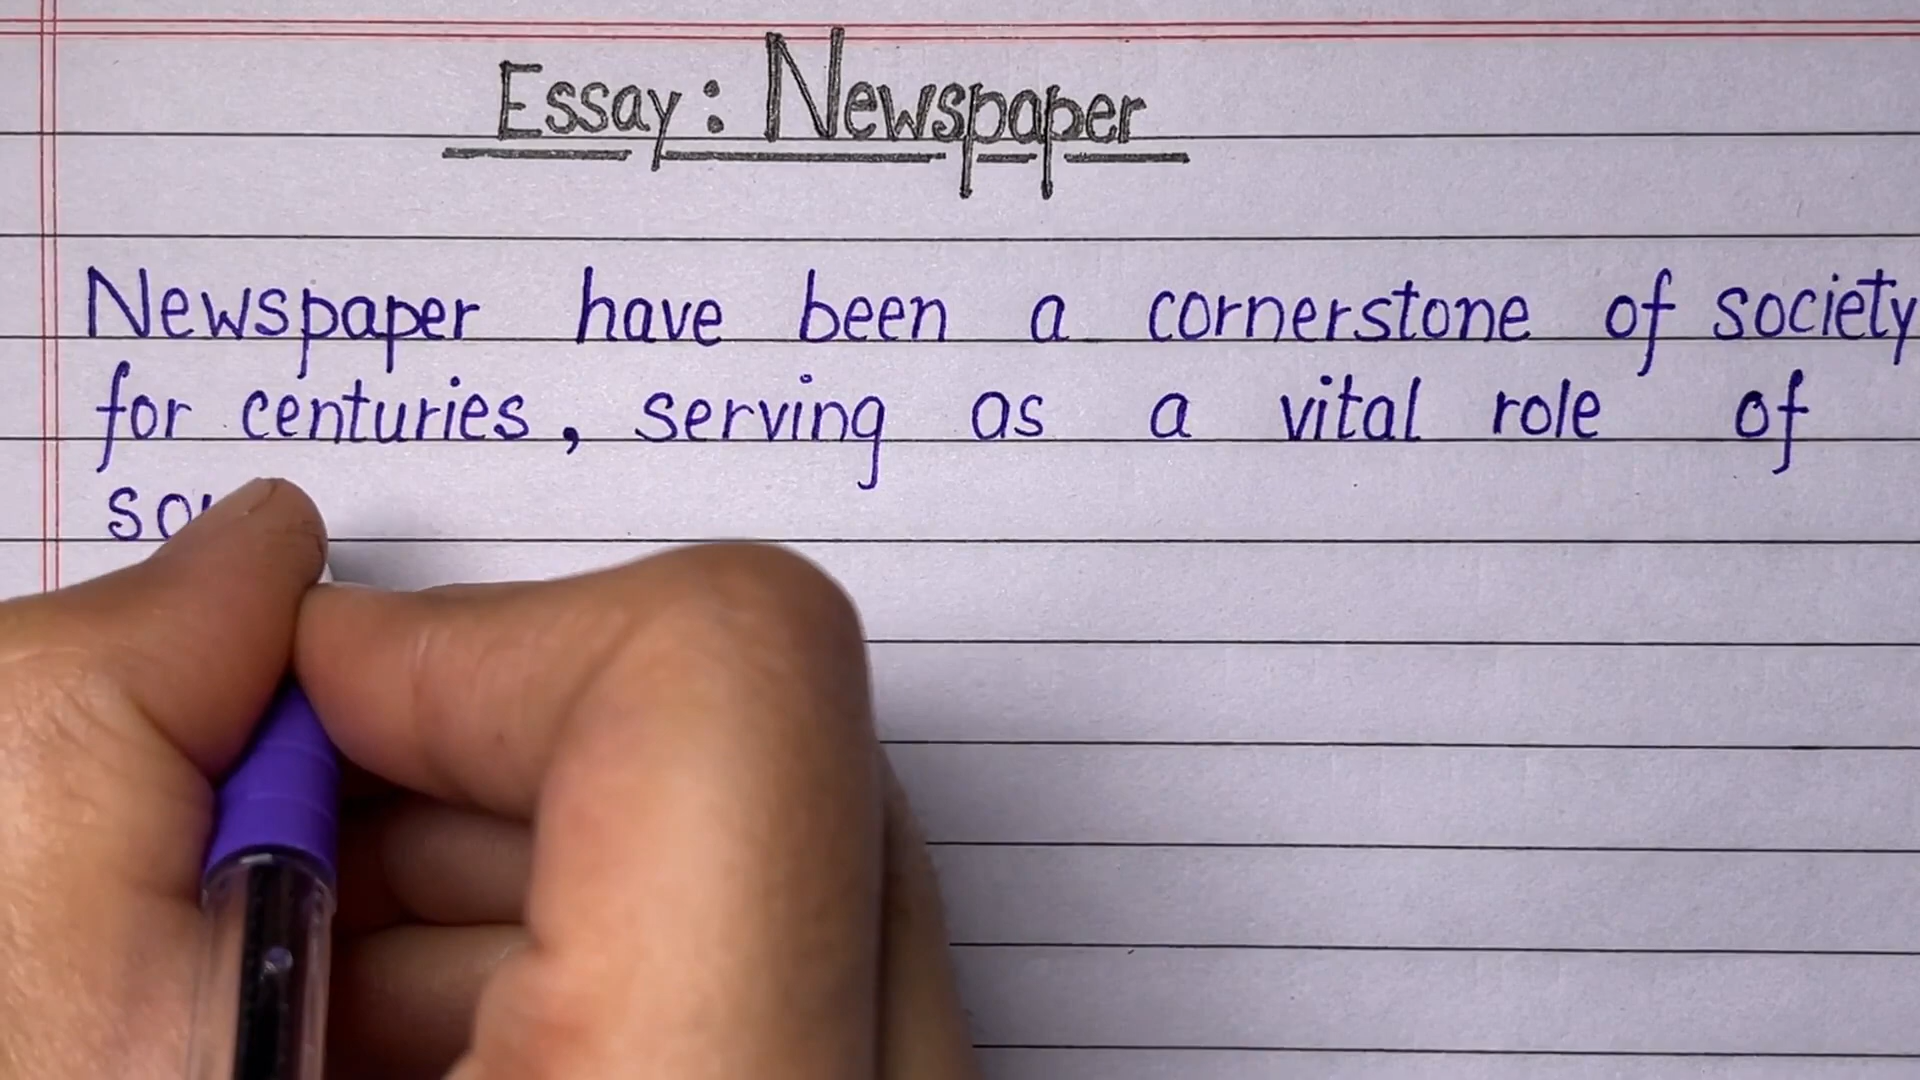 Essay: Newspaper
Newspaper have been a cornerstone of society
for centuries, serving as a vital role of